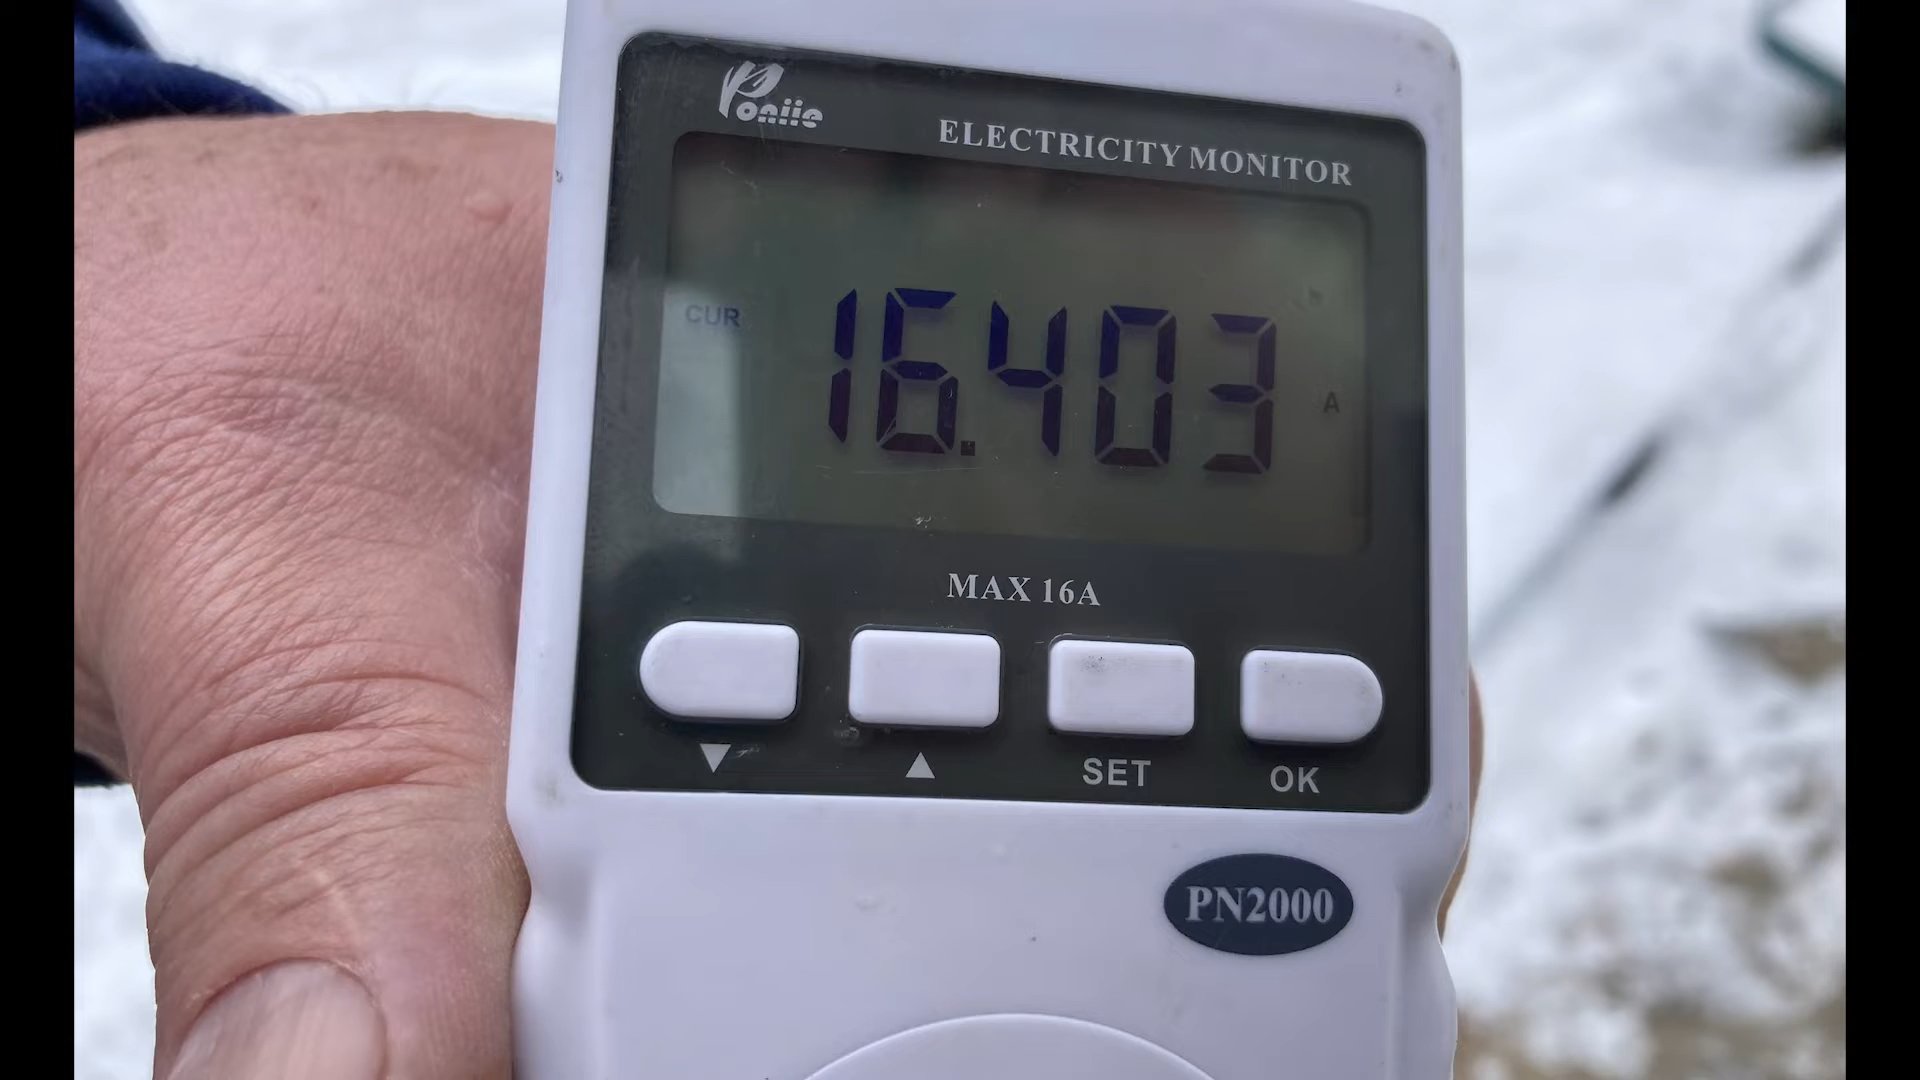 Poniie
ELECTRICITY MONITOR
CUR
16.403
A
MAX 16A
▼ ▲ SET OK
PN2000